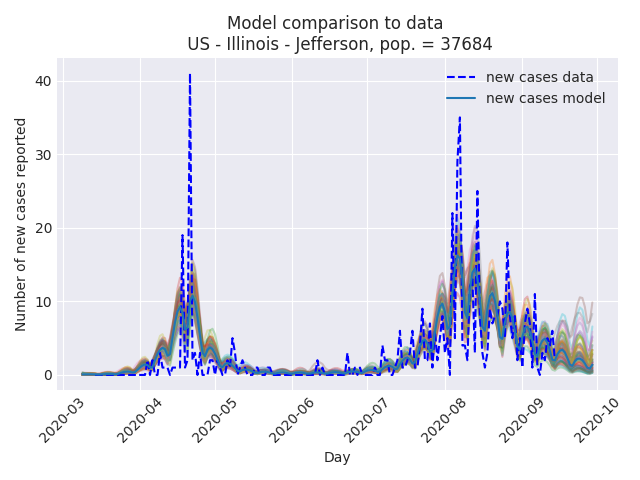 Model comparison to data
US - Illinois - Jefferson, pop. = 37684
new cases data
new cases model
Number of new cases reported
40
30
20
10
0
2020-03
2020-04
2020-05
2020-06
2020-07
2020-08
2020-09
2020-10
Day